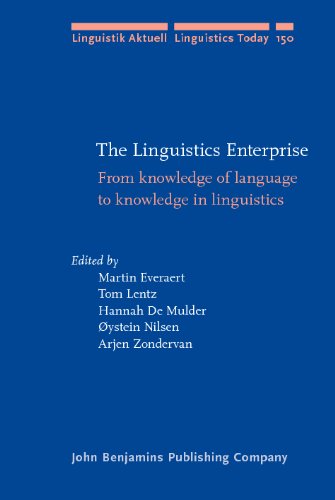 Linguistik Aktuell Linguistics Today 150
The Linguistics Enterprise
From knowledge of language
to knowledge in linguistics
Edited by
Martin Everaert
Tom Lentz
Hannah De Mulder
Øystein Nilsen
Arjen Zondervan
John Benjamins Publishing Company